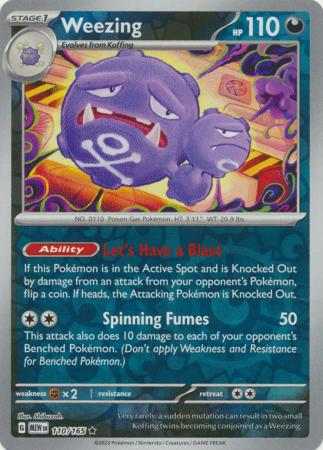 STAGE 1
Weezing
HP 110
Evolves from Koffing
NO. 0110 Poison Gas Pokémon HT: 3'11" WT: 20.9 lbs.
Ability Let's Have a Blast
If this Pokémon is in the Active Spot and is Knocked Out
by damage from an attack from your opponent's Pokémon,
flip a coin. If heads, the Attacking Pokémon is Knocked Out.
Spinning Fumes 50
This attack also does 10 damage to each of your opponent's
Benched Pokémon. (Don't apply Weakness and Resistance
for Benched Pokémon.)
weakness ×2 resistance retreat
Illus.
G MEW EN 110/165
Very rarely, a sudden mutation can result in two small
Koffing twins becoming conjoined as a Weezing.
©2023 Pokémon / Nintendo / Creatures / GAME FREAK